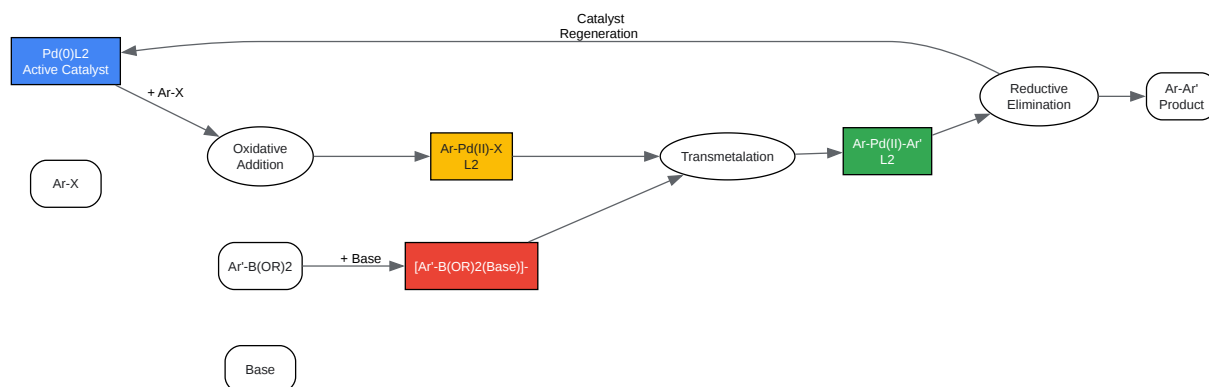 Catalyst
Regeneration
Pd(0)L2
Active Catalyst
+ Ar-X
Oxidative
Addition
Ar-Pd(II)-X
L2
Transmetalation
Ar-Pd(II)-Ar'
L2
Reductive
Elimination
Ar-Ar'
Product
Ar-X
Ar'-B(OR)2
+ Base
[Ar'-B(OR)2(Base)]-
Base